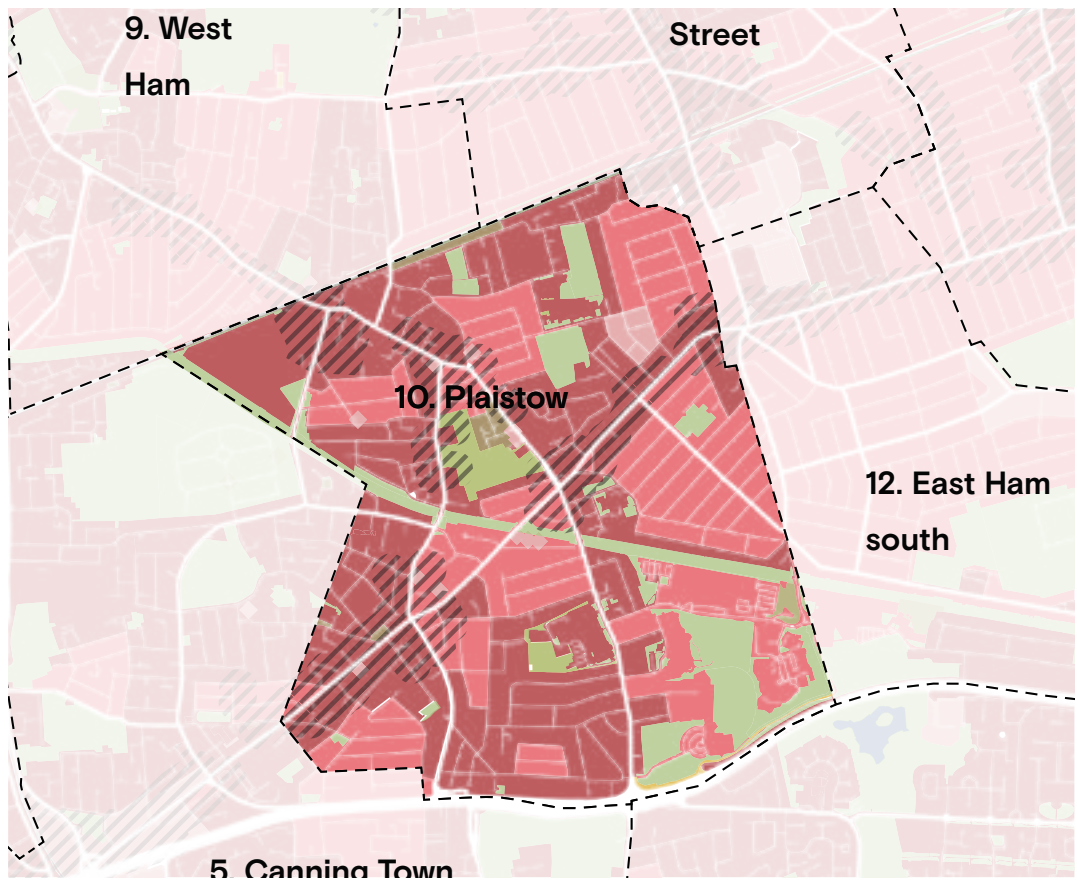 9. West
Ham
Street
10. Plaistow
12. East Ham
south
5. Canning Town